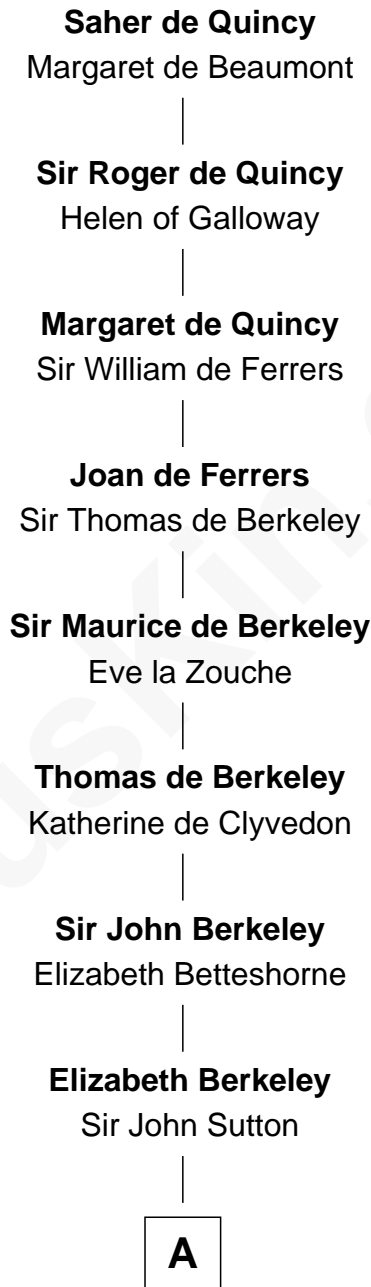 Saher de Quincy
Margaret de Beaumont
Sir Roger de Quincy
Helen of Galloway
Margaret de Quincy
Sir William de Ferrers
Joan de Ferrers
Sir Thomas de Berkeley
Sir Maurice de Berkeley
Eve la Zouche
Thomas de Berkeley
Katherine de Clyvedon
Sir John Berkeley
Elizabeth Betteshorne
Elizabeth Berkeley
Sir John Sutton
A